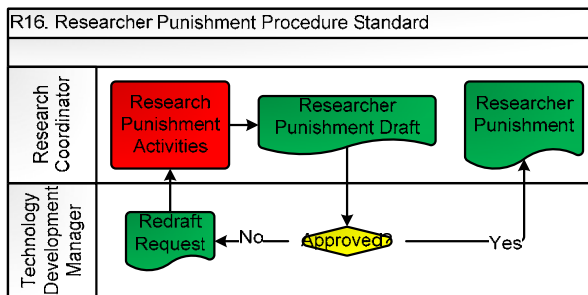 R16. Researcher Punishment Procedure Standard
Research
Coordinator
Research
Punishment
Activities
Researcher
Punishment Draft
Researcher
Punishment
Technology
Development
Manager
Redraft
Request
No
Approved?
Yes